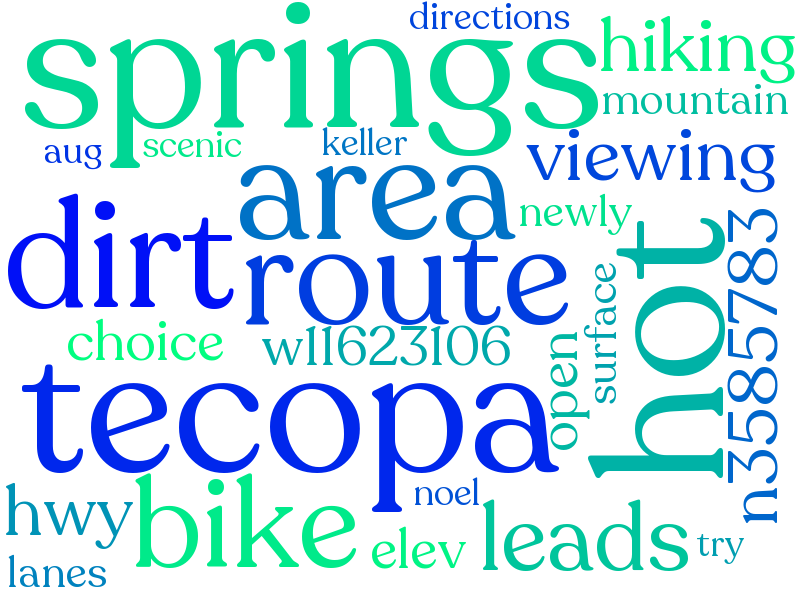 directions
springs
hiking
mountain
aug
scenic
keller
viewing
area
newly
dirt
route
hot
n3585783
surface
choice
w11623106
open
tecopa
hwy
bike
noel
leads
elev
try
lanes